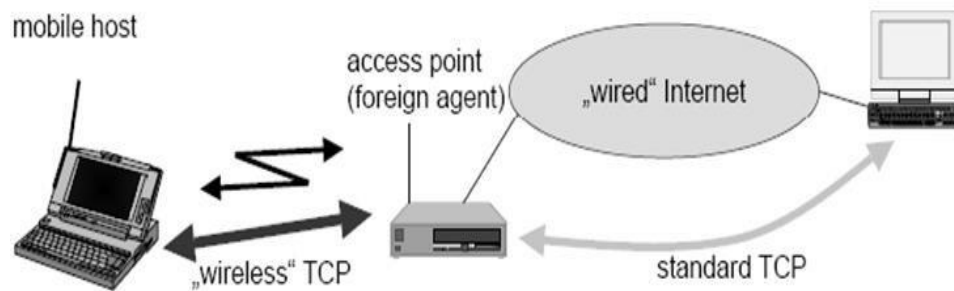 mobile host
access point
(foreign agent)
„wired“ Internet
„wireless“ TCP
standard TCP